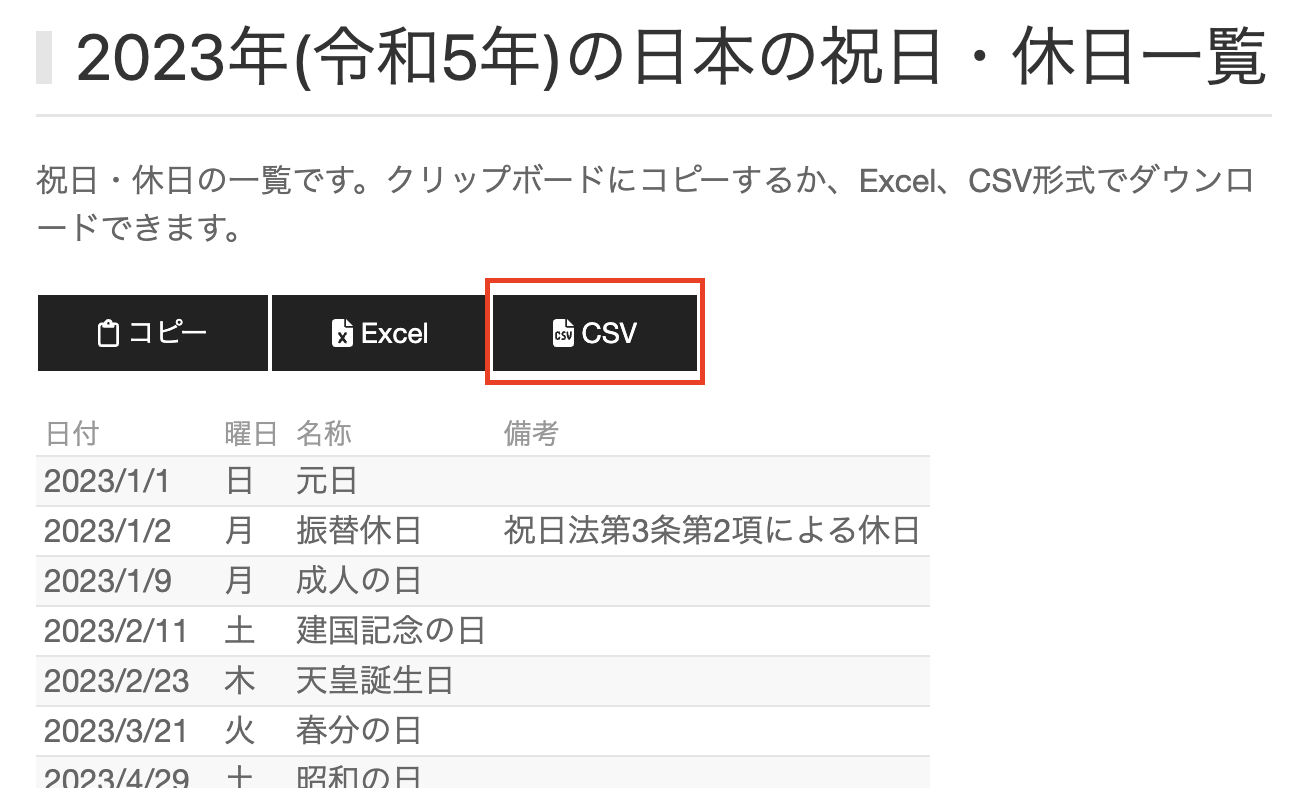 2023年(令和5年)の日本の祝日・休日一覧
祝日・休日の一覧です。クリップボードにコピーするか、Excel、CSV形式でダウンロ
ードできます。
コピー Excel CSV CSV
日付 曜日 名称 備考
2023/1/1 日 元日
2023/1/2 月 振替休日 祝日法第3条第2項による休日
2023/1/9 月 成人の日
2023/2/11 土 建国記念の日
2023/2/23 木 天皇誕生日
2023/3/21 火 春分の日
2023/4/29 土 昭和の日